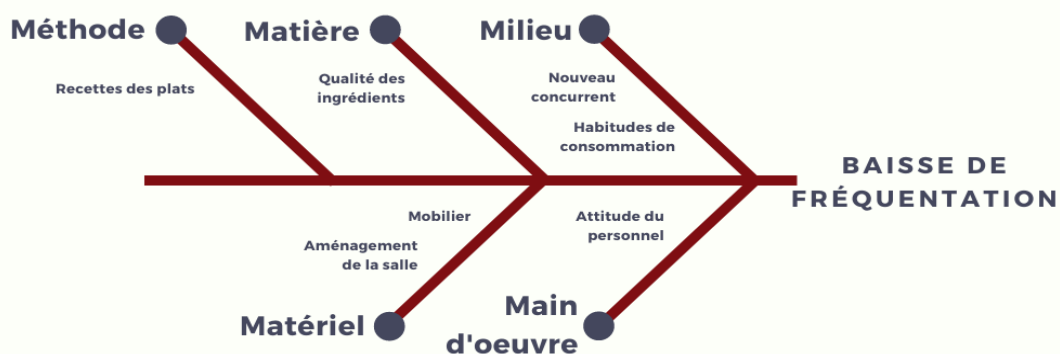 Méthode
Matière
Milieu
Recettes des plats
Qualité des
ingrédients
Nouveau
concurrent
Habitudes de
consommation
BAISSE DE
FRÉQUENTATION
Mobilier
Aménagement
de la salle
Attitude du
personnel
Matériel
Main
d'oeuvre